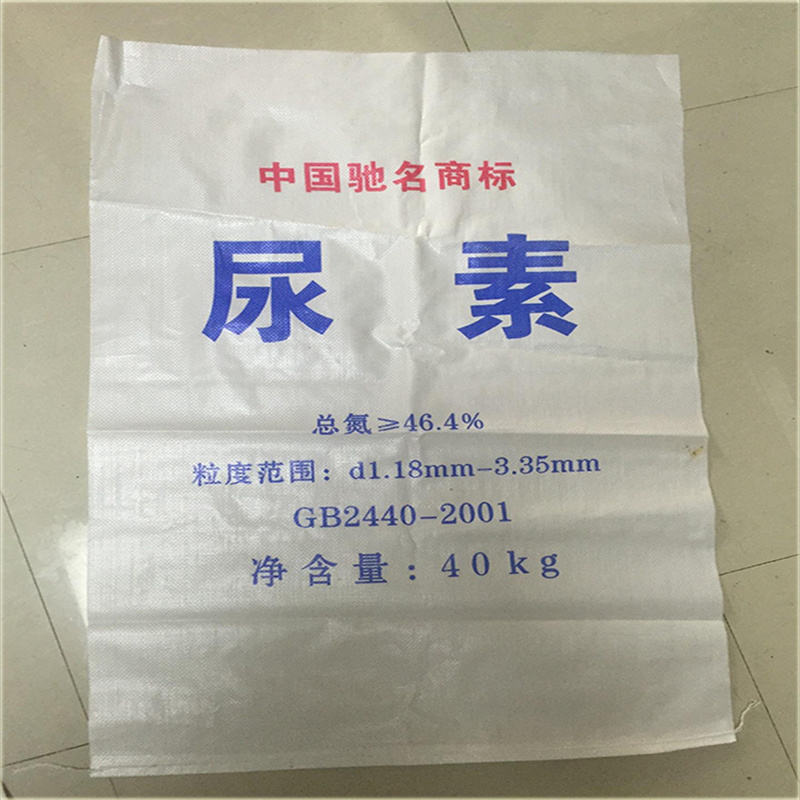 中国驰名商标
尿素
总氮≥46.4%
粒度范围：d1.18mm-3.35mm
GB2440-2001
净含量：40kg